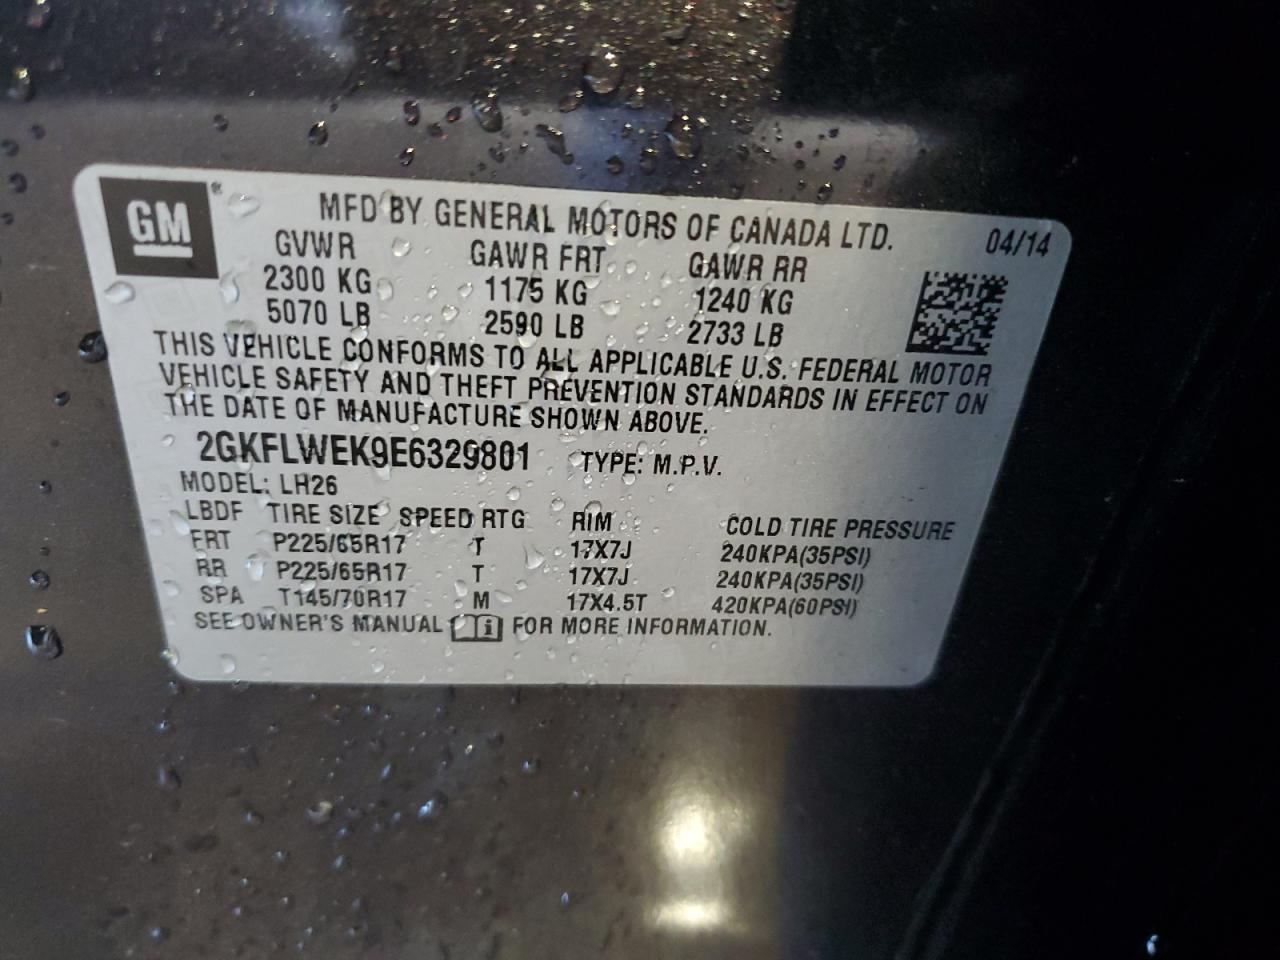 GM®
MFD BY GENERAL MOTORS OF CANADA LTD.
04/14
GVWR GAWR FRT GAWR RR
2300 KG 1175 KG 1240 KG
5070 LB 2590 LB 2733 LB
THIS VEHICLE CONFORMS TO ALL APPLICABLE U.S. FEDERAL MOTOR
VEHICLE SAFETY AND THEFT PREVENTION STANDARDS IN EFFECT ON
THE DATE OF MANUFACTURE SHOWN ABOVE.
2GKFLWEK9E6329801 TYPE: M.P.V.
MODEL: LH26
LBDF TIRE SIZE SPEED RTG RIM COLD TIRE PRESSURE
FRT P225/65R17 T 17X7J 240KPA(35PSI)
RR P225/65R17 T 17X7J 240KPA(35PSI)
SPA T145/70R17 M 17X4.5T 420KPA(60PSI)
SEE OWNER'S MANUAL i FOR MORE INFORMATION.